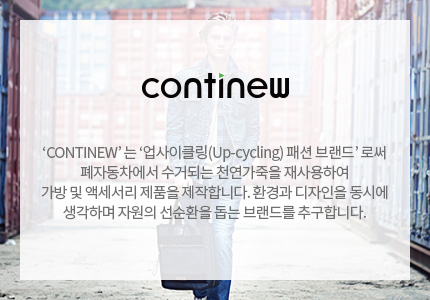 continew
‘CONTINEW’ 는 ‘업사이클링(Up-cycling) 패션 브랜드’ 로써
폐자동차에서 수거되는 천연가죽을 재사용하여
가방 및 액세서리 제품을 제작합니다. 환경과 디자인을 동시에
생각하며 자원의 선순환을 돕는 브랜드를 추구합니다.